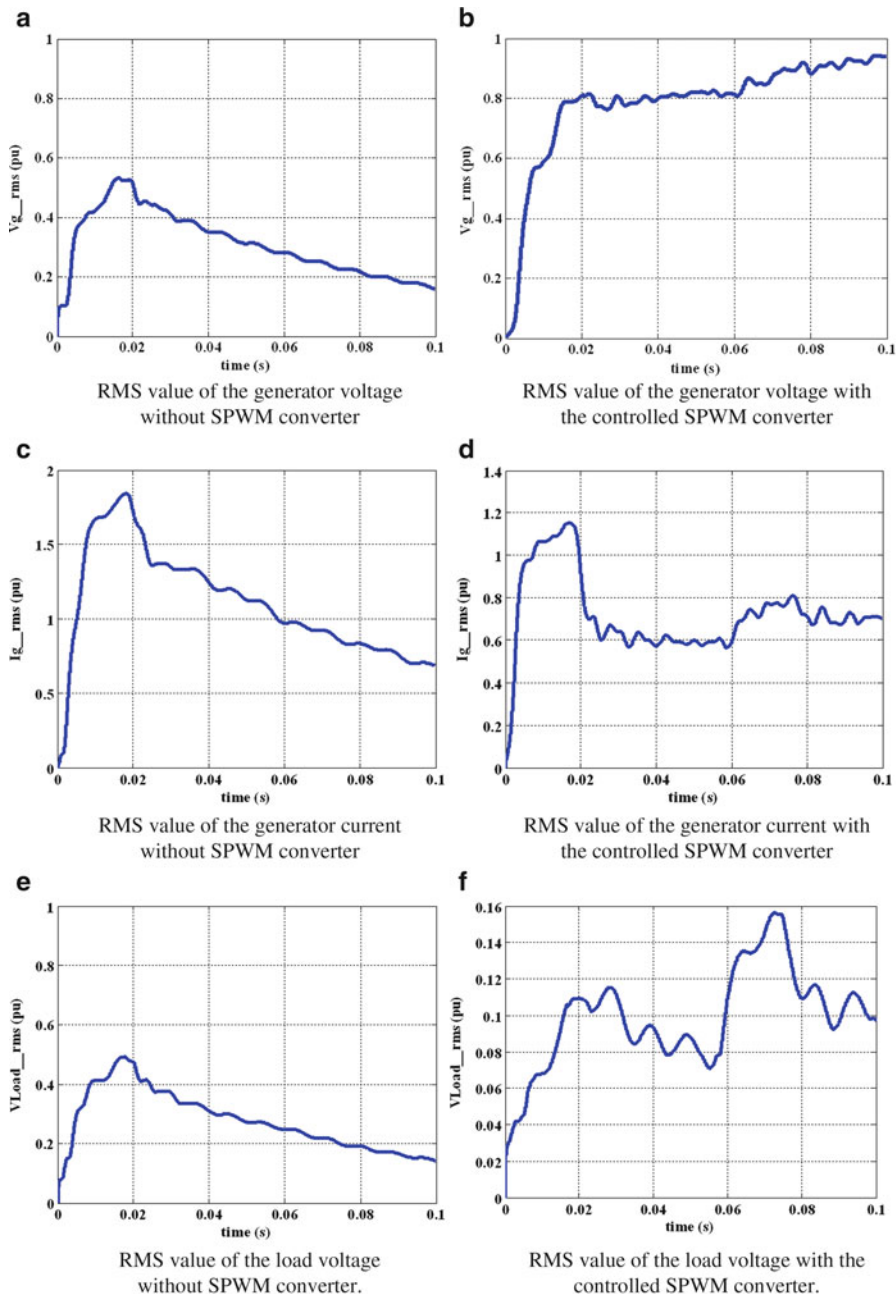 a
1
0.8
0.6
0.4
0.2
0
Vg__rms (pu)
0 0.02 0.04 0.06 0.08 0.1
time (s)
RMS value of the generator voltage
without SPWM converter
b
1
0.8
0.6
0.4
0.2
0
Vg__rms (pu)
0 0.02 0.04 0.06 0.08 0.1
time (s)
RMS value of the generator voltage with
the controlled SPWM converter
c
2
1.5
1
0.5
0
Ig__rms (pu)
0 0.02 0.04 0.06 0.08 0.1
time (s)
RMS value of the generator current
without SPWM converter
d
1.4
1.2
1
0.8
0.6
0.4
0.2
0
Ig__rms (pu)
0 0.02 0.04 0.06 0.08 0.1
time (s)
RMS value of the generator current with
the controlled SPWM converter
e
1
0.8
0.6
0.4
0.2
0
VLoad__rms (pu)
0 0.02 0.04 0.06 0.08 0.1
time (s)
RMS value of the load voltage
without SPWM converter.
f
0.16
0.14
0.12
0.1
0.08
0.06
0.04
0.02
0
VLoad__rms (pu)
0 0.02 0.04 0.06 0.08 0.1
time (s)
RMS value of the load voltage with the
controlled SPWM converter.